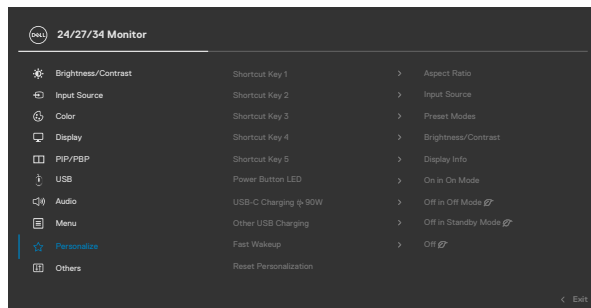 DELL 24/27/34 Monitor
Brightness/Contrast Shortcut Key 1 > Aspect Ratio
Input Source Shortcut Key 2 > Input Source
Color Shortcut Key 3 > Preset Modes
Display Shortcut Key 4 > Brightness/Contrast
PIP/PBP Shortcut Key 5 > Display Info
USB Power Button LED > On in On Mode
Audio USB-C Charging 90W > Off in Off Mode
Menu Other USB Charging > Off in Standby Mode
Personalize Fast Wakeup > Off
Others Reset Personalization
< Exit